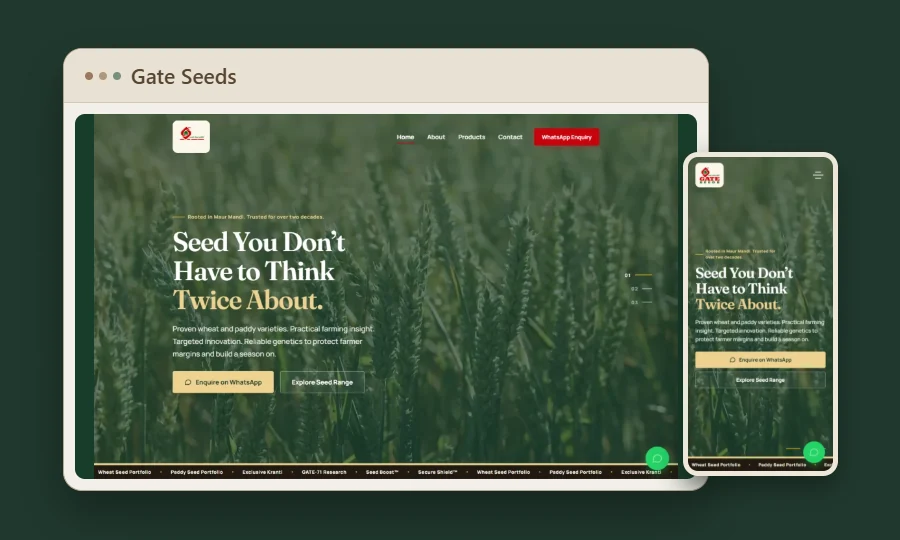 Gate Seeds
Home About Products Contact WhatsApp Enquiry
Rooted in Maur Mandi. Trusted for over two decades.
Seed You Don't
Have to Think
Twice About.
Proven wheat and paddy varieties. Practical farming insight.
Targeted innovation. Reliable genetics to protect farmer
margins and build a season on.
Enquire on WhatsApp Explore Seed Range
01
02
03
Wheat Seed Portfolio • Paddy Seed Portfolio • Exclusive Kranti • GATE-71 Research • Seed Boost™ • Secure Shield™ • Wheat Seed Portfolio • Paddy Seed Portfolio • Exclusive Kranti •
GATE
Rooted in Maur Mandi. Trusted for
over two decades.
Seed You Don't
Have to Think
Twice About.
Proven wheat and paddy varieties. Practical farming
insight. Targeted innovation. Reliable genetics to
protect farmer margins and build a season on.
Enquire on WhatsApp
Explore Seed Range
Wheat Seed Portfolio • Paddy Seed Portfolio • Exc